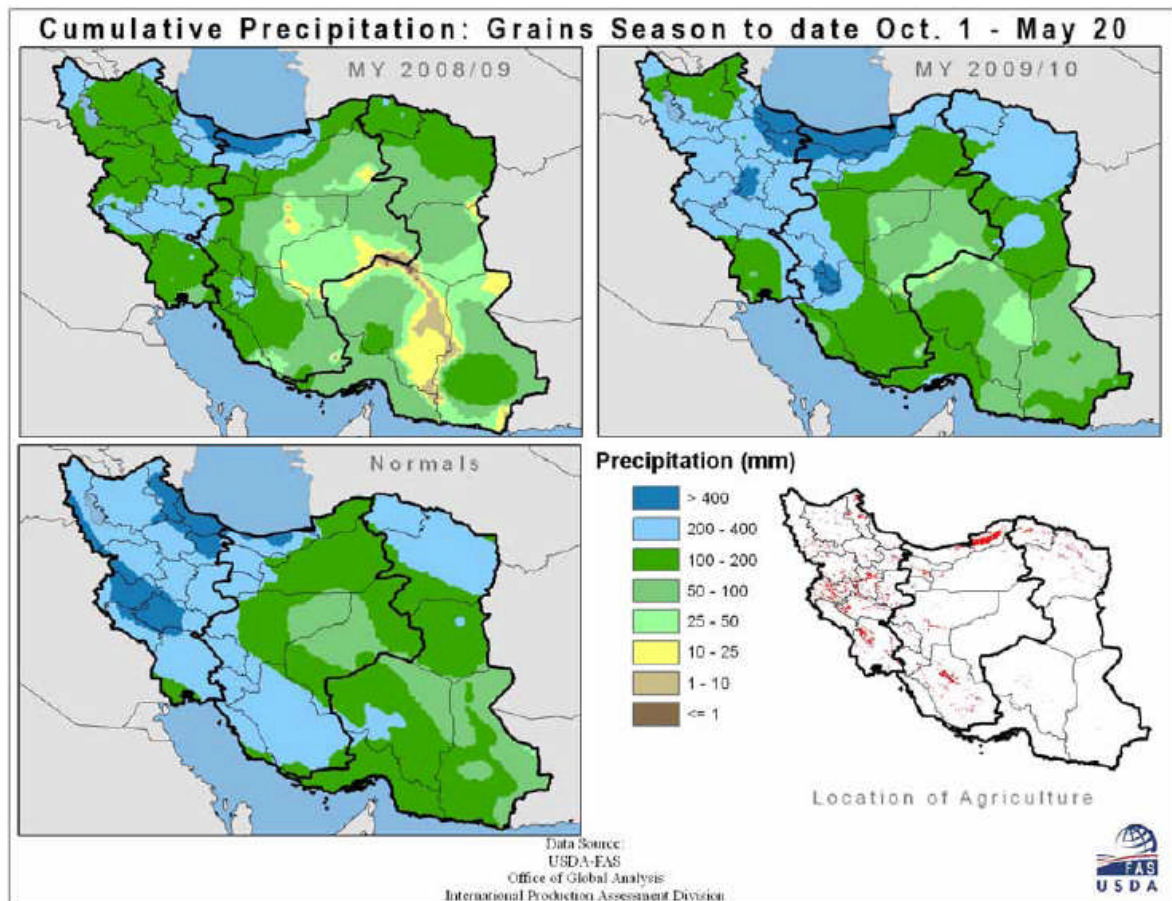 Cumulative Precipitation: Grains Season to date Oct. 1 - May 20
MY 2008/09
MY 2009/10
Normals
Precipitation (mm)
> 400
200 - 400
100 - 200
50 - 100
25 - 50
10 - 25
1 - 10
<= 1
Location of Agriculture
Data Source:
USDA-FAS
Office of Global Analysis
International Production Assessment Division
FAS
USDA